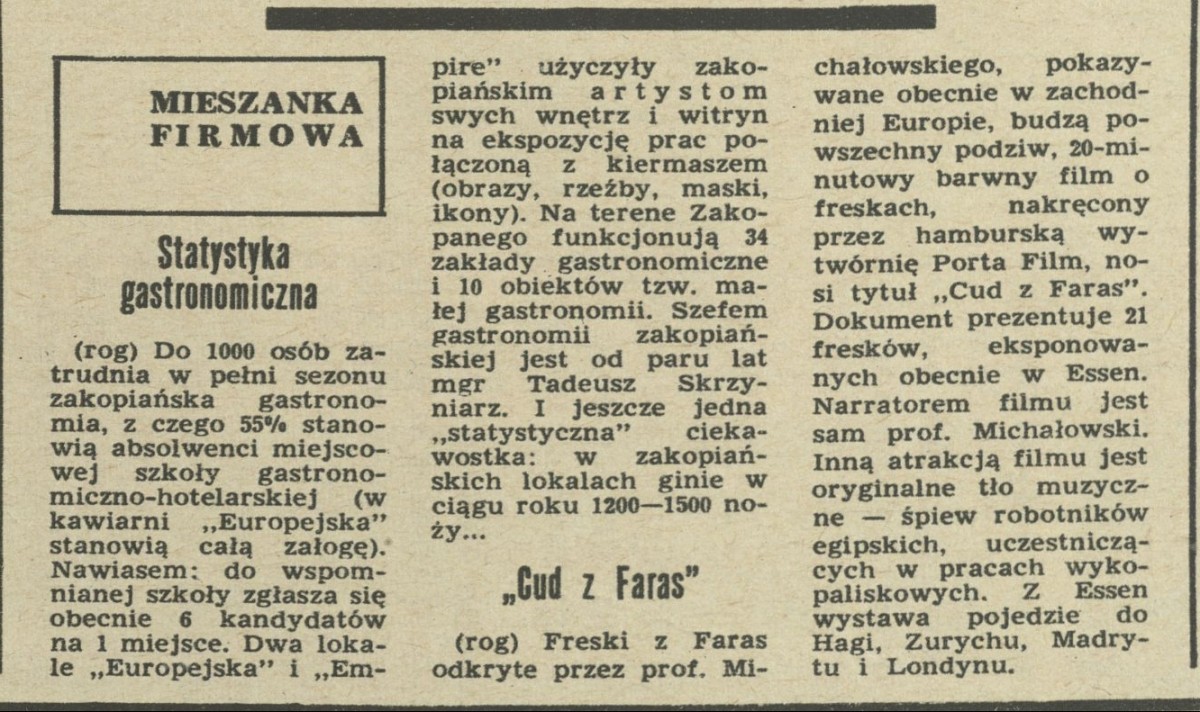 MIESZANKA
FIRMOWA
Statystyka
gastronomiczna
(rog) Do 1000 osób za-
trudnia w pełni sezonu
zakopiańska gastrono-
mia, z czego 55% stano-
wią absolwenci miejsco-
wej szkoły gastrono-
miczno-hotelarskiej (w
kawiarni „Europejska”
stanowią całą załogę).
Nawiasem: do wspom-
nianej szkoły zgłasza się
obecnie 6 kandydatów
na 1 miejsce. Dwa loka-
le „Europejska” i „Em-
pire” użyczyły zako-
piańskim artystom
swych wnętrz i witryn
na ekspozycję prac po-
łączoną z kiermaszem
(obrazy, rzeźby, maski,
ikony). Na terene Zako-
panego funkcjonują 34
zakłady gastronomiczne
i 10 obiektów tzw. ma-
łej gastronomii. Szefem
gastronomii zakopiań-
skiej jest od paru lat
mgr Tadeusz Skrzy-
niarz. I jeszcze jedna
„statystyczna” cieka-
wostka: w zakopiań-
skich lokalach ginie w
ciągu roku 1200—1500 no-
ży...
„Cud z Faras”
(rog) Freski z Faras
odkryte przez prof. Mi-
chałowskiego, pokazy-
wane obecnie w zachod-
niej Europie, budzą po-
wszechny podziw, 20-mi-
nutowy barwny film o
freskach, nakręcony
przez hamburską wy-
twórnię Porta Film, no-
si tytuł „Cud z Faras”.
Dokument prezentuje 21
fresków, eksponowa-
nych obecnie w Essen.
Narratorem filmu jest
sam prof. Michałowski.
Inną atrakcją filmu jest
oryginalne tło muzycz-
ne — śpiew robotników
egipskich, uczestniczą-
cych w pracach wyko-
paliskowych. Z Essen
wystawa pojedzie do
Hagi, Zurychu, Madry-
tu i Londynu.